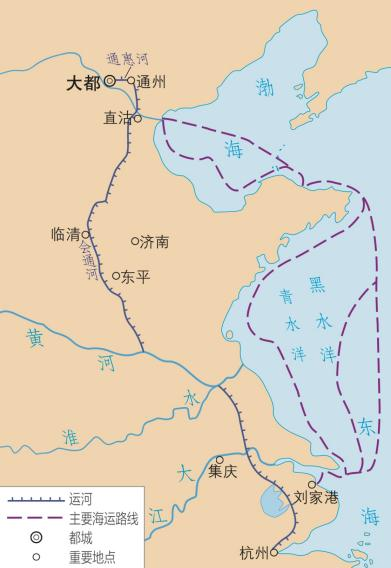 通惠河
大都
通州
渤
海
直沽
临清
会通河
济南
东平
青水洋
黑水洋
黄
河
淮
水
大
江
集庆
刘家港
东
海
杭州
运河
主要海运路线
都城
重要地点